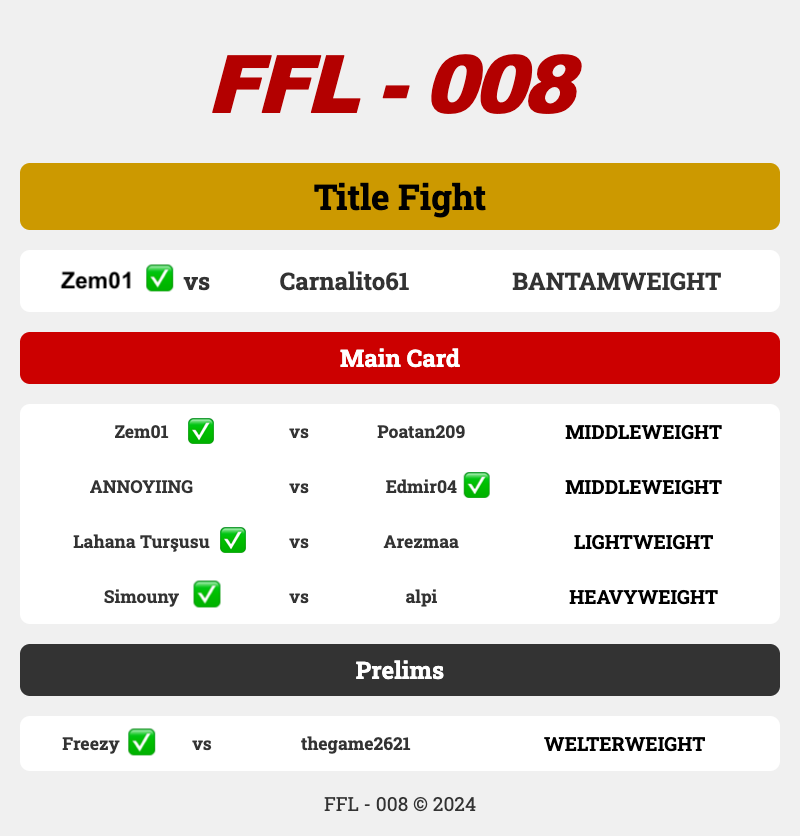 FFL - 008
Title Fight
Zem01 ✅ vs Carnalito61 BANTAMWEIGHT
Main Card
Zem01 ✅ vs Poatan209 MIDDLEWEIGHT
ANNOYIING vs Edmir04 ✅ MIDDLEWEIGHT
Lahana Turşusu ✅ vs Arezmaa LIGHTWEIGHT
Simouny ✅ vs alpi HEAVYWEIGHT
Prelims
Freezy ✅ vs thegame2621 WELTERWEIGHT
FFL - 008 © 2024